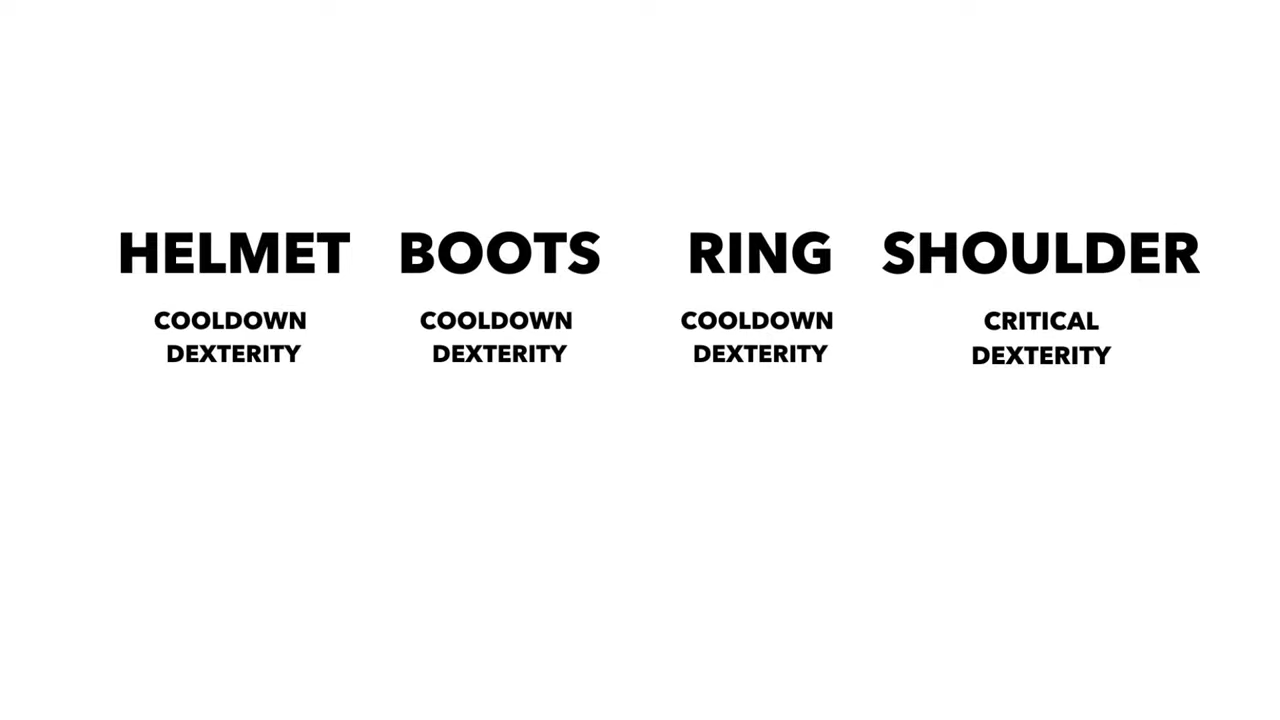 HELMET BOOTS RING SHOULDER
COOLDOWN COOLDOWN COOLDOWN CRITICAL
DEXTERITY DEXTERITY DEXTERITY DEXTERITY